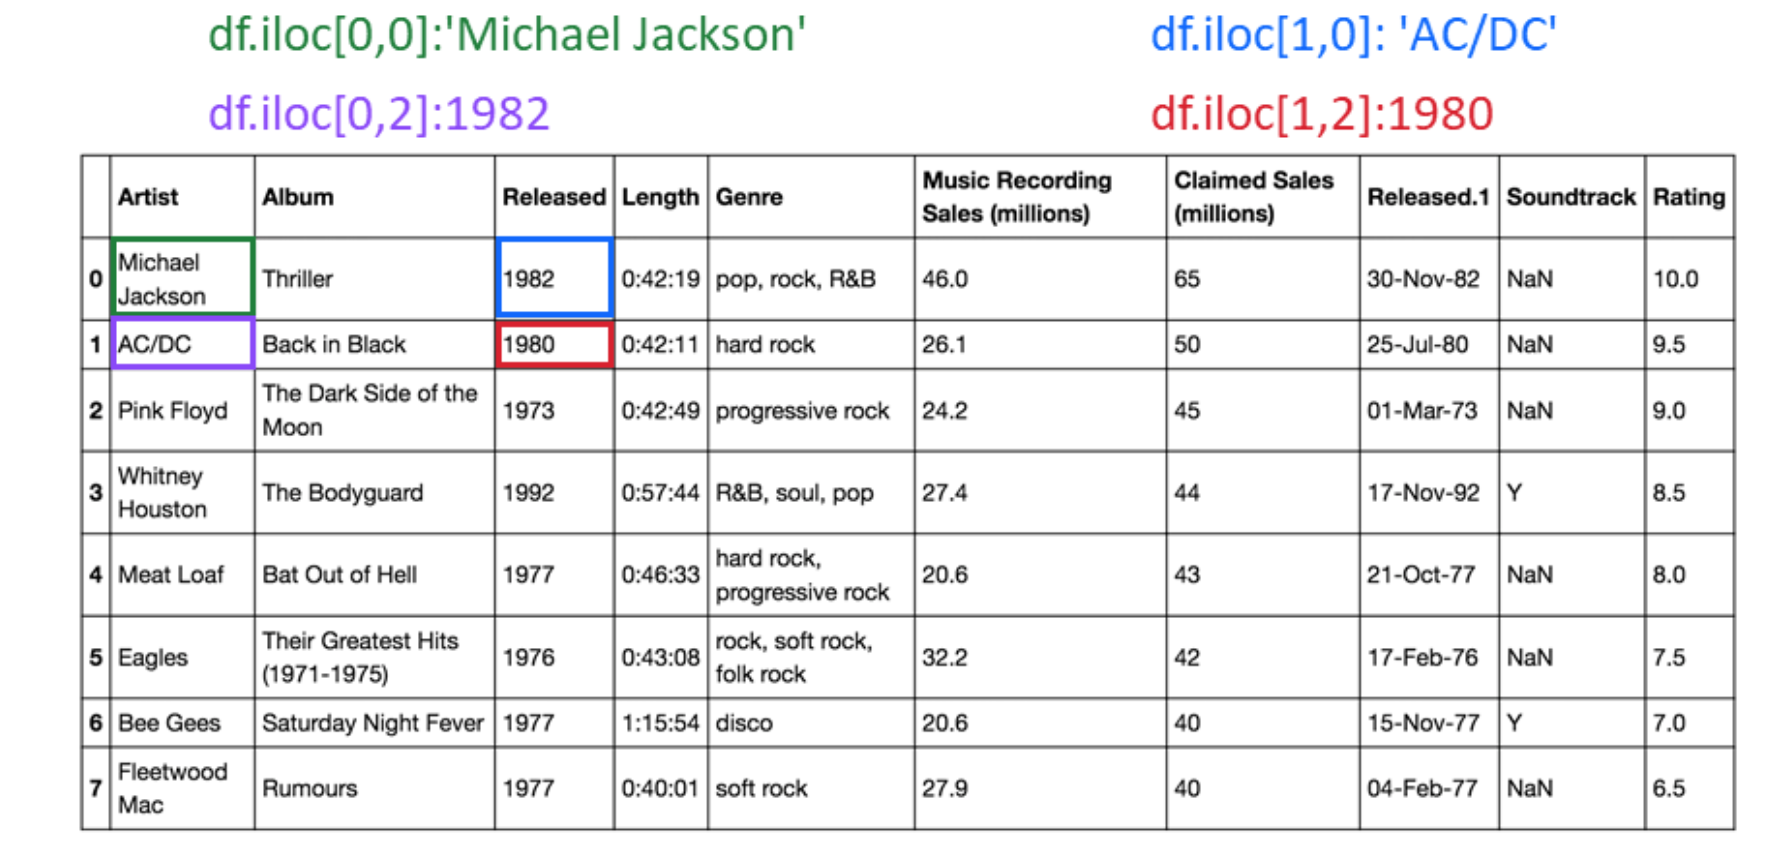 df.iloc[0,0]:'Michael Jackson'
df.iloc[1,0]: 'AC/DC'
df.iloc[0,2]:1982
df.iloc[1,2]:1980
Artist Album Released Length Genre Music Recording Sales (millions) Claimed Sales (millions) Released.1 Soundtrack Rating
0 Michael Jackson Thriller 1982 0:42:19 pop, rock, R&B 46.0 65 30-Nov-82 NaN 10.0
1 AC/DC Back in Black 1980 0:42:11 hard rock 26.1 50 25-Jul-80 NaN 9.5
2 Pink Floyd The Dark Side of the Moon 1973 0:42:49 progressive rock 24.2 45 01-Mar-73 NaN 9.0
3 Whitney Houston The Bodyguard 1992 0:57:44 R&B, soul, pop 27.4 44 17-Nov-92 Y 8.5
4 Meat Loaf Bat Out of Hell 1977 0:46:33 hard rock, progressive rock 20.6 43 21-Oct-77 NaN 8.0
5 Eagles Their Greatest Hits (1971-1975) 1976 0:43:08 rock, soft rock, folk rock 32.2 42 17-Feb-76 NaN 7.5
6 Bee Gees Saturday Night Fever 1977 1:15:54 disco 20.6 40 15-Nov-77 Y 7.0
7 Fleetwood Mac Rumours 1977 0:40:01 soft rock 27.9 40 04-Feb-77 NaN 6.5